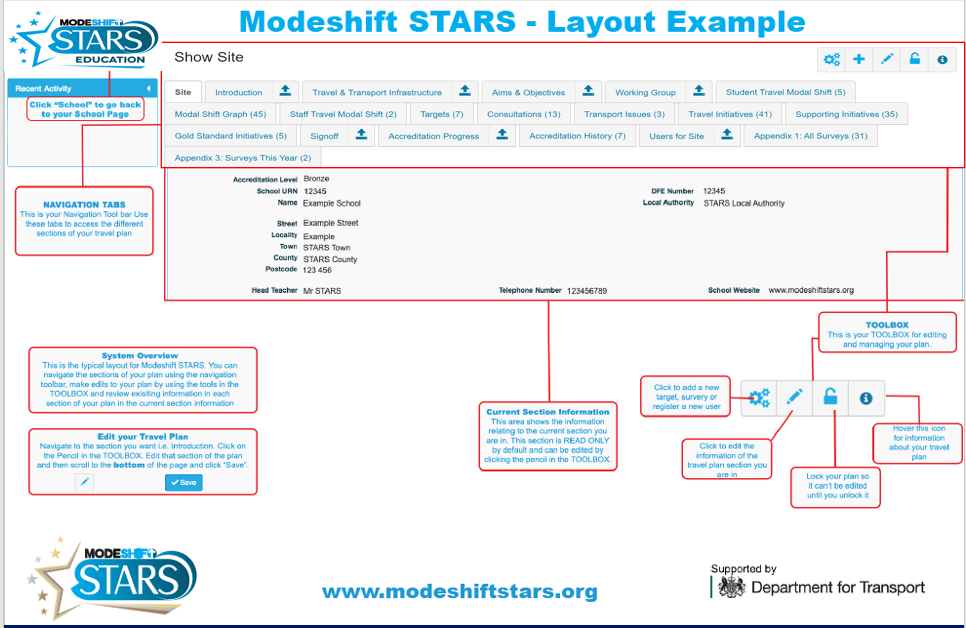 Modeshift STARS - Layout Example
MODESHIFT
STARS
EDUCATION
Show Site
Recent Activity
Click “School” to go back
to your School Page
Site
Introduction
Travel & Transport Infrastructure
Aims & Objectives
Working Group
Student Travel Modal Shift (5)
Modal Shift Graph (45)
Staff Travel Modal Shift (2)
Targets (7)
Consultations (13)
Transport Issues (3)
Travel Initiatives (41)
Supporting Initiatives (35)
Gold Standard Initiatives (5)
Signoff
Accreditation Progress
Accreditation History (7)
Users for Site
Appendix 1: All Surveys (31)
Appendix 3: Surveys This Year (2)
NAVIGATION TABS
This is your Navigation Tool bar Use
these tabs to access the different
sections of your travel plan
Accreditation Level Bronze
School URN 12345
DFE Number 12345
Name Example School
Local Authority STARS Local Authority
Street Example Street
Locality Example
Town STARS Town
County STARS County
Postcode 123 456
Head Teacher Mr STARS
Telephone Number 123456789
School Website www.modeshiftstars.org
TOOLBOX
This is your TOOLBOX for editing
and managing your plan.
System Overview
This is the typical layout for Modeshift STARS. You can
navigate the sections of your plan using the navigation
toolbar, make edits to your plan by using the tools in the
TOOLBOX and review exisiting information in each
section of your plan in the current section information
Click to add a new
target, survery or
register a new user
Current Section Information
This area shows the information
relating to the current section you
are in. This section is READ ONLY
by default and can be edited by
clicking the pencil in the TOOLBOX.
Hover this icon
for information
about your travel
plan
Edit your Travel Plan
Navigate to the section you want i.e. Introduction. Click on
the Pencil in the TOOLBOX. Edit that section of the plan
and then scroll to the bottom of the page and click “Save”.
Save
Click to edit the
information of the
travel plan section you
are in
Lock your plan so
it can't be edited
until you unlock it
MODESHIFT
STARS
www.modeshiftstars.org
Supported by
Department for Transport